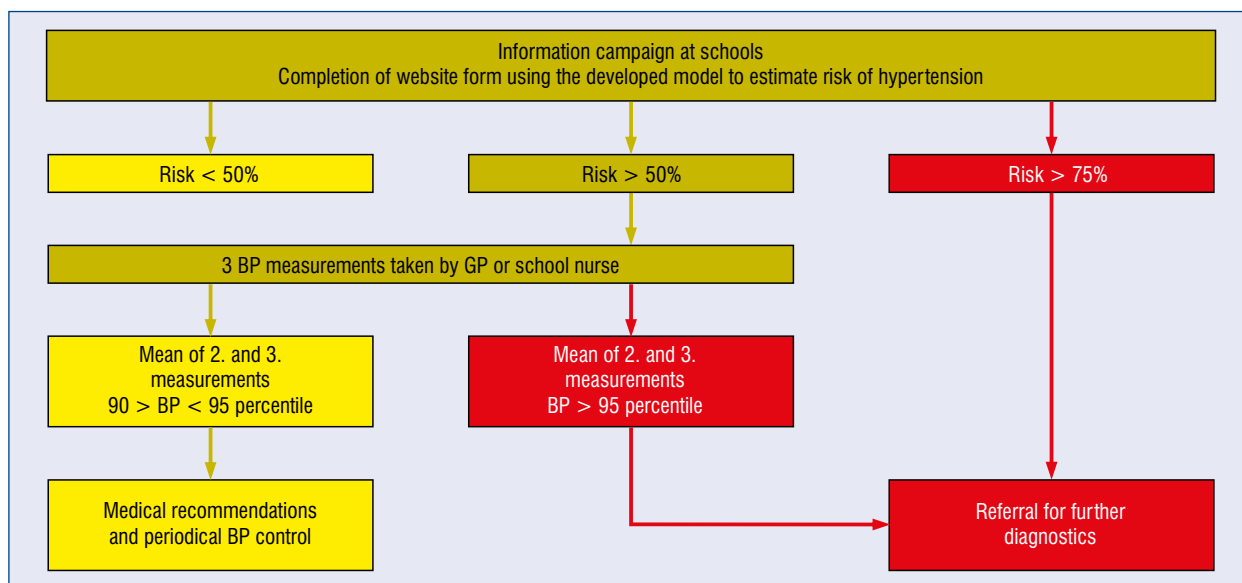 Information campaign at schools
Completion of website form using the developed model to estimate risk of hypertension
Risk < 50%
Risk > 50%
Risk > 75%
3 BP measurements taken by GP or school nurse
Mean of 2. and 3.
measurements
90 > BP < 95 percentile
Mean of 2. and 3.
measurements
BP > 95 percentile
Medical recommendations
and periodical BP control
Referral for further
diagnostics